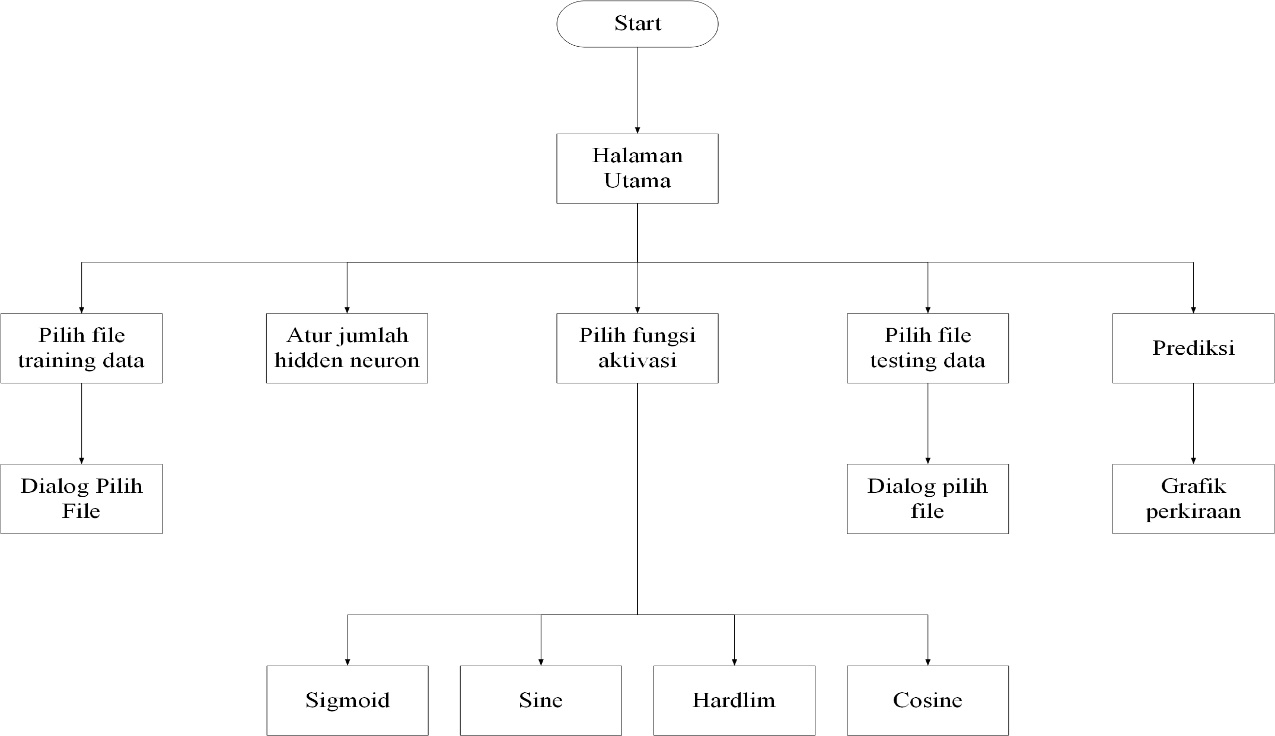 Start
Halaman
Utama
Pilih file
training data
Atur jumlah
hidden neuron
Pilih fungsi
aktivasi
Pilih file
testing data
Prediksi
Dialog Pilih
File
Dialog pilih
file
Grafik
perkiraan
Sigmoid
Sine
Hardlim
Cosine